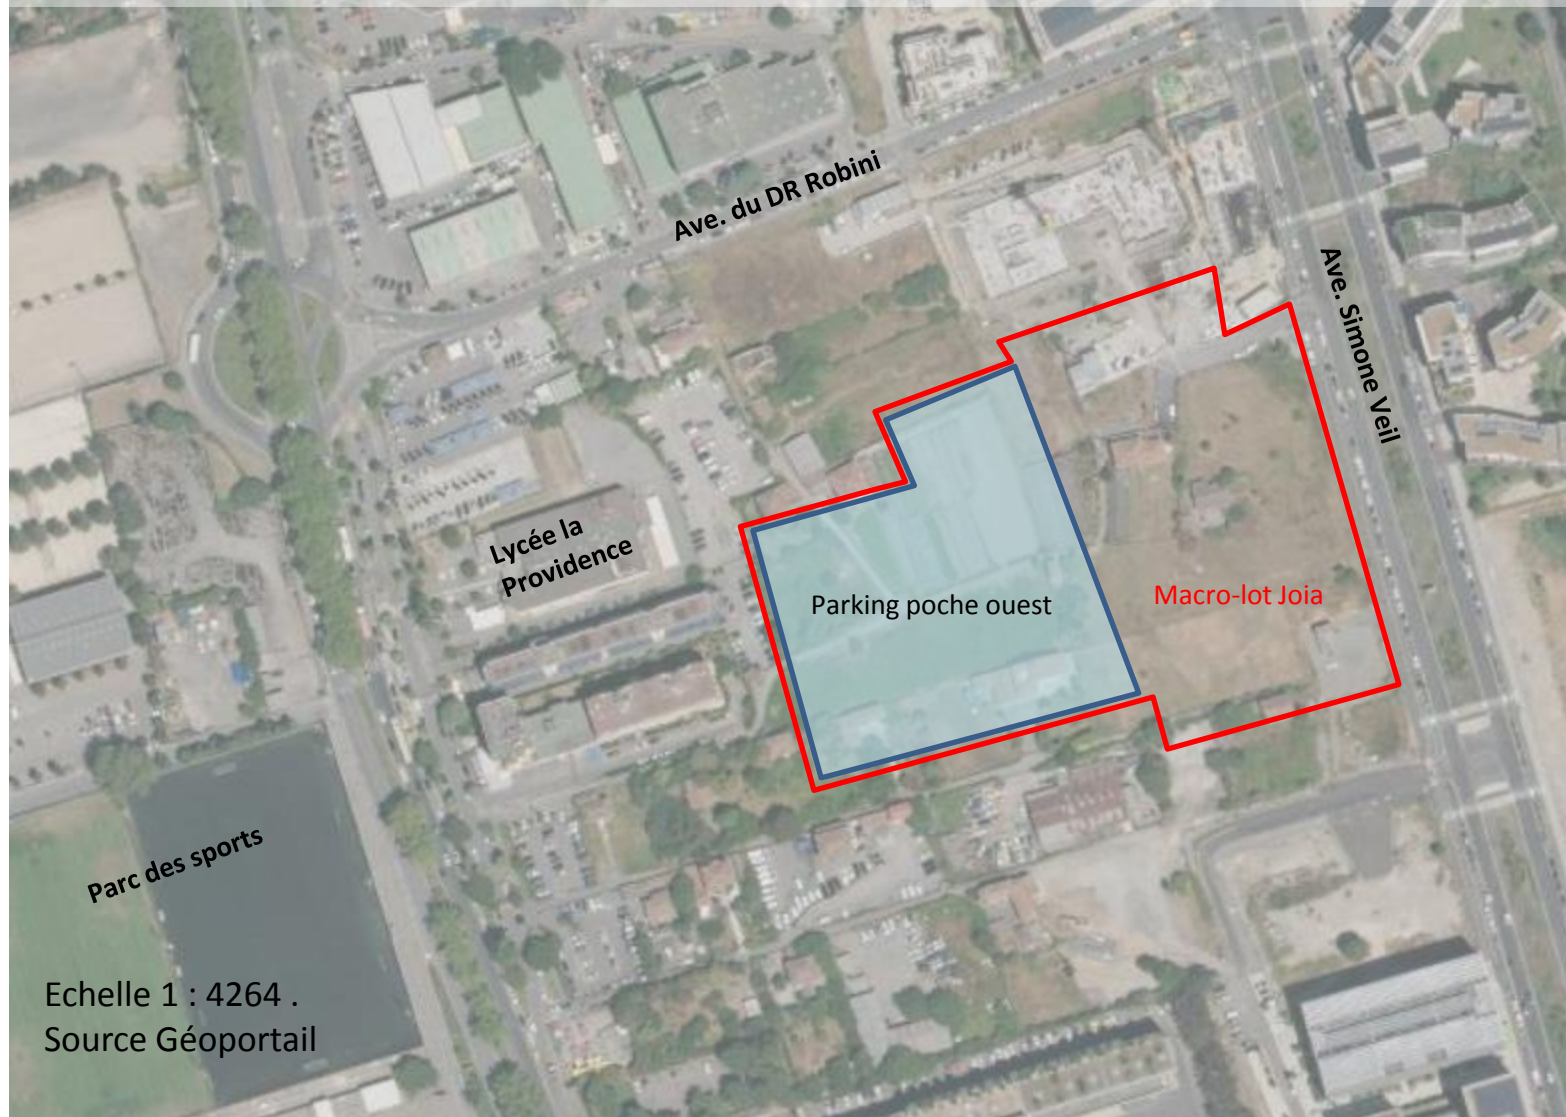 Ave. du DR Robini
Ave. Simone Veil
Lycée la
Providence
Parking poche ouest
Macro-lot Joia
Parc des sports
Echelle 1 : 4264 .
Source Géoportail